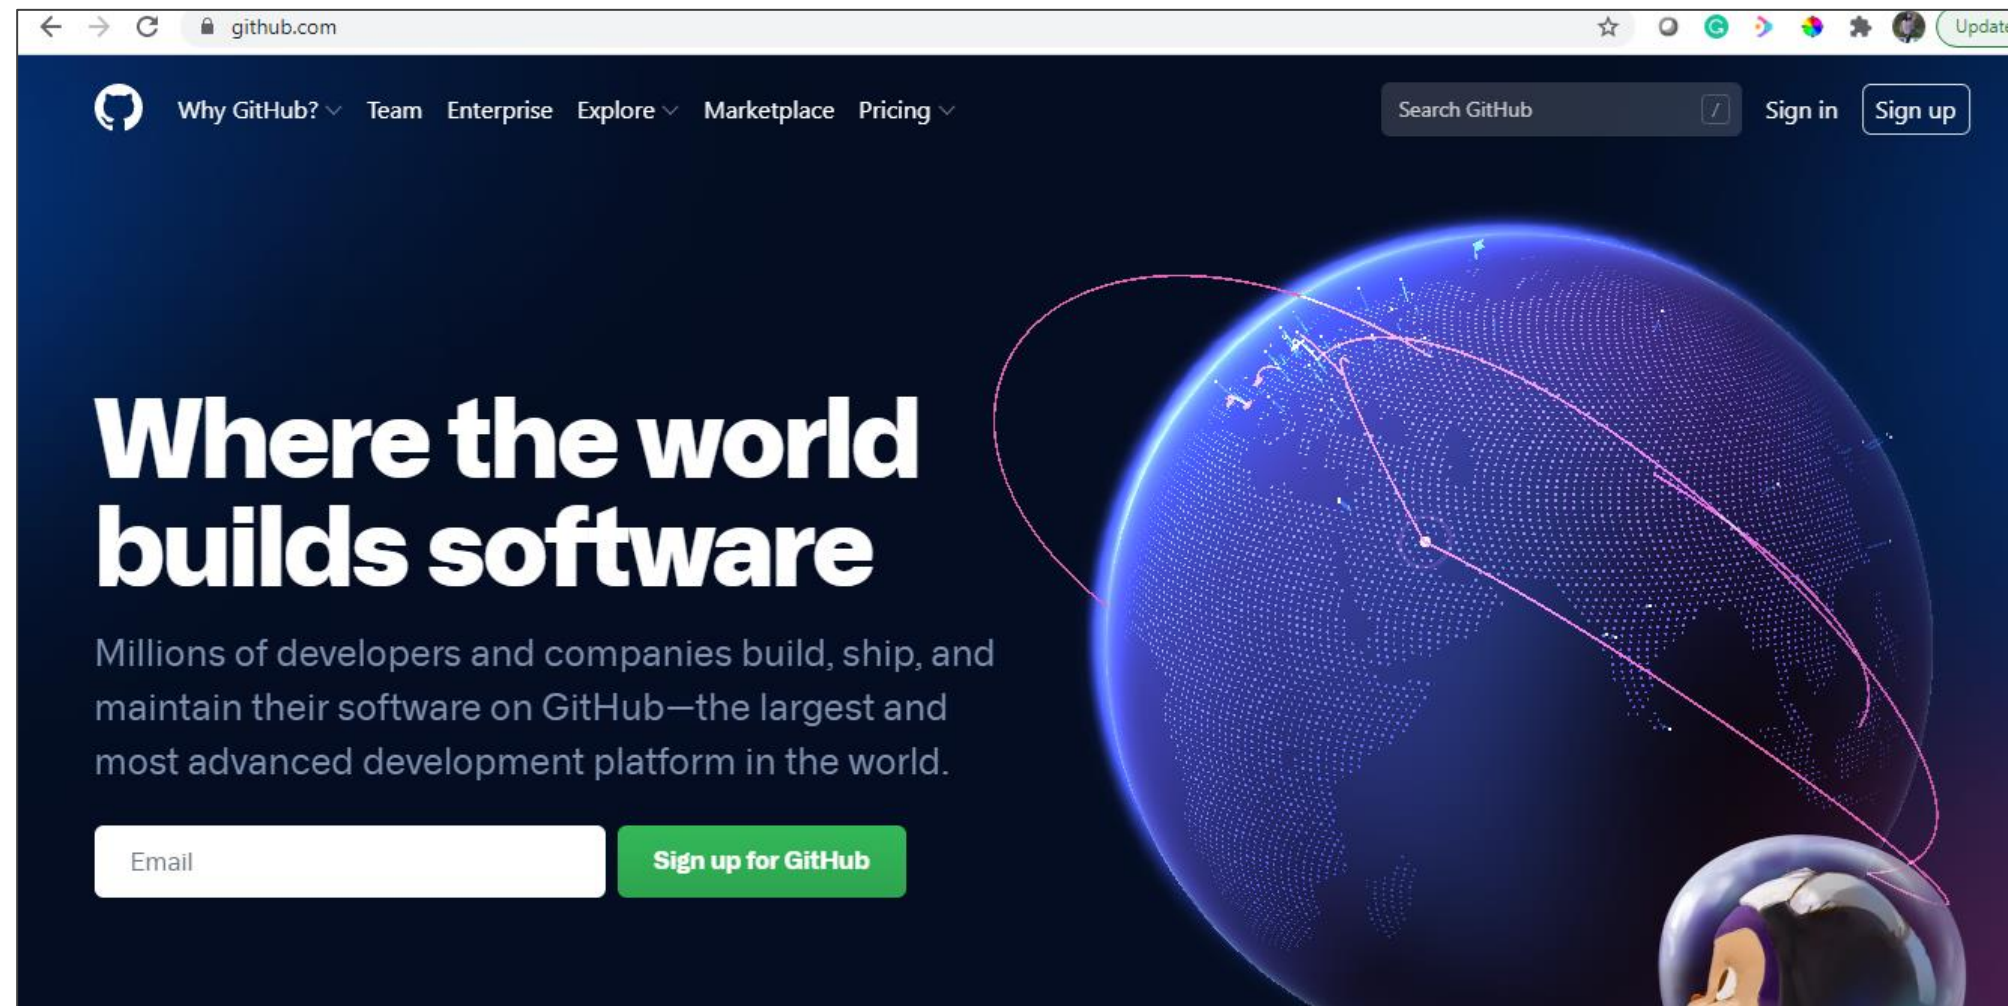 github.com
Update
Why GitHub? Team Enterprise Explore Marketplace Pricing
Search GitHub / Sign in Sign up
Where the world
builds software
Millions of developers and companies build, ship, and
maintain their software on GitHub—the largest and
most advanced development platform in the world.
Email Sign up for GitHub